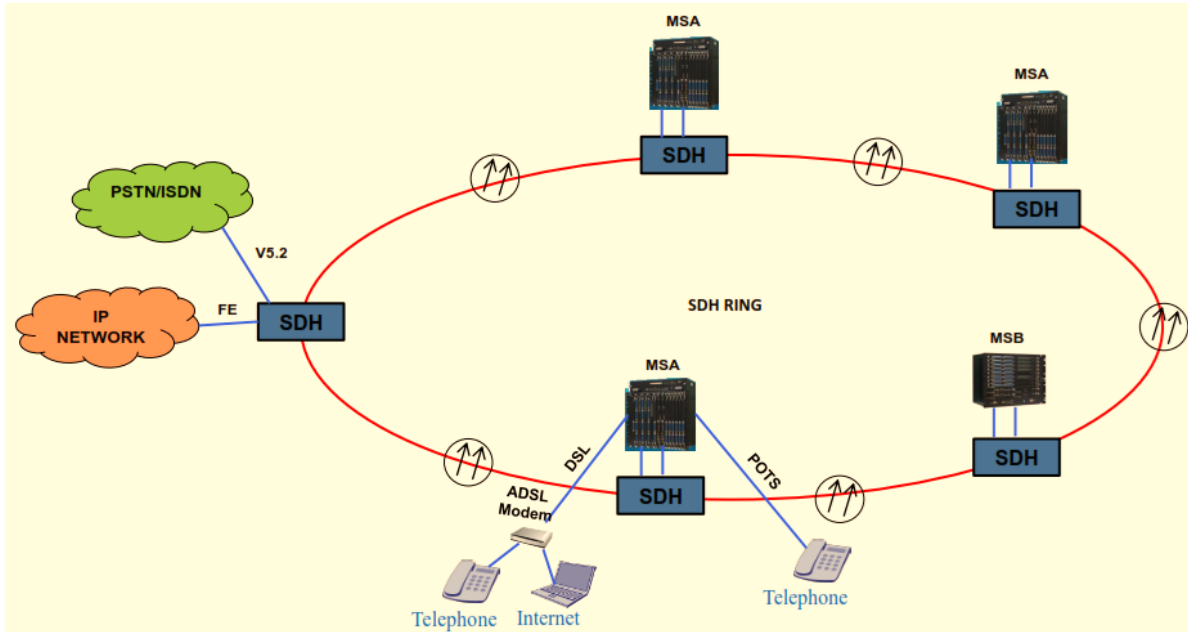 MSA
MSA
SDH
SDH
PSTN/ISDN
V5.2
IP
NETWORK
FE
SDH
SDH RING
MSA
MSB
DSL
POTS
SDH
SDH
ADSL
Modem
Telephone
Internet
Telephone